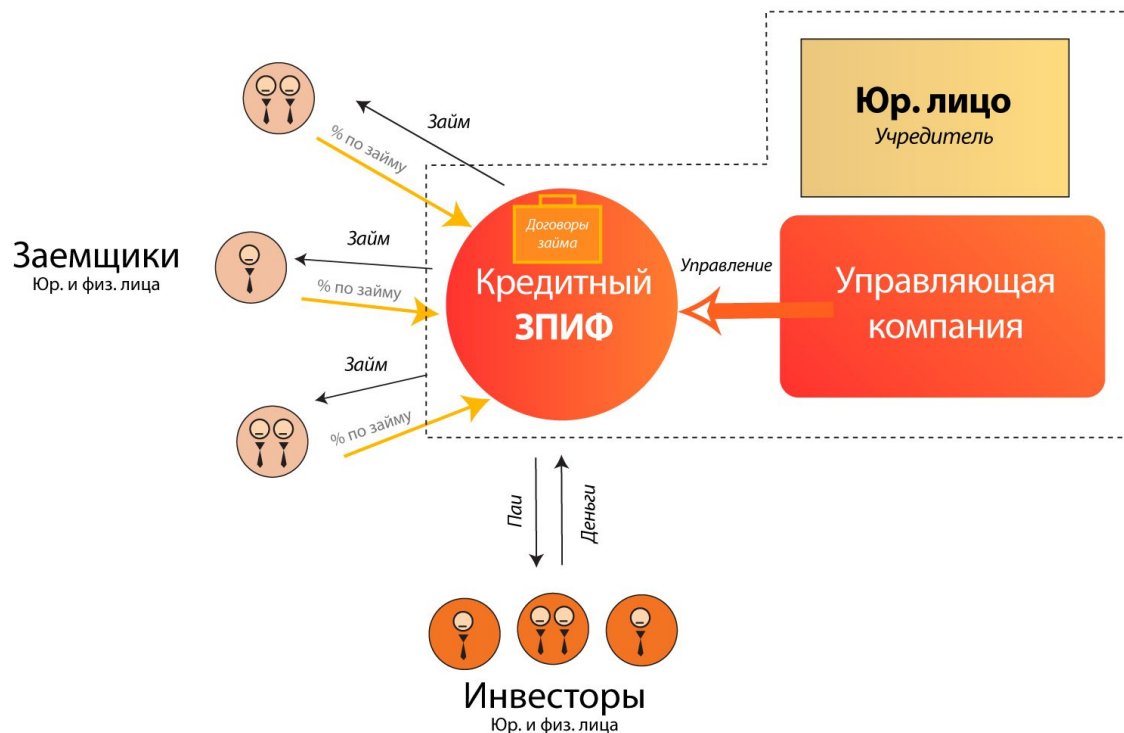 Юр. лицо
Учредитель
Займ
% по займу
Договоры
займа
Заемщики
Юр. и физ. лица
Займ
% по займу
Кредитный
ЗПИФ
Управление
Управляющая
компания
Займ
% по займу
Паи
Деньги
Инвесторы
Юр. и физ. лица